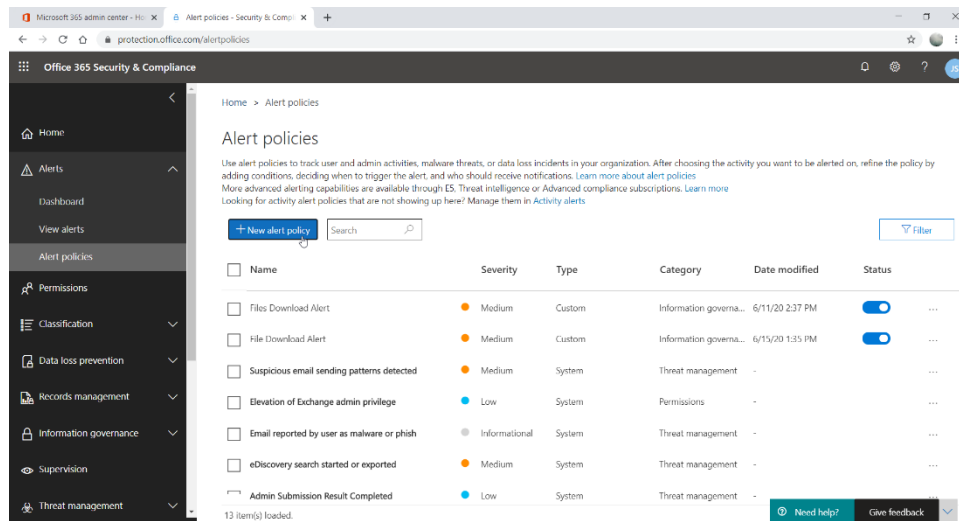 Microsoft 365 admin center - Ho
Alert policies - Security & Compl
protection.office.com/alertpolicies
Office 365 Security & Compliance
JS
Home
Alerts
Dashboard
View alerts
Alert policies
Permissions
Classification
Data loss prevention
Records management
Information governance
Supervision
Threat management
Home > Alert policies
Alert policies
Use alert policies to track user and admin activities, malware threats, or data loss incidents in your organization. After choosing the activity you want to be alerted on, refine the policy by
adding conditions, deciding when to trigger the alert, and who should receive notifications. Learn more about alert policies
More advanced alerting capabilities are available through E5, Threat intelligence or Advanced compliance subscriptions. Learn more
Looking for activity alert policies that are not showing up here? Manage them in Activity alerts
+ New alert policy Search Filter
Name Severity Type Category Date modified Status
Files Download Alert Medium Custom Information governa... 6/11/20 2:37 PM ...
File Download Alert Medium Custom Information governa... 6/15/20 1:35 PM ...
Suspicious email sending patterns detected Medium System Threat management - ...
Elevation of Exchange admin privilege Low System Permissions - ...
Email reported by user as malware or phish Informational System Threat management - ...
eDiscovery search started or exported Medium System Threat management - ...
Admin Submission Result Completed Low System Threat management - ...
13 item(s) loaded.
? Need help? Give feedback